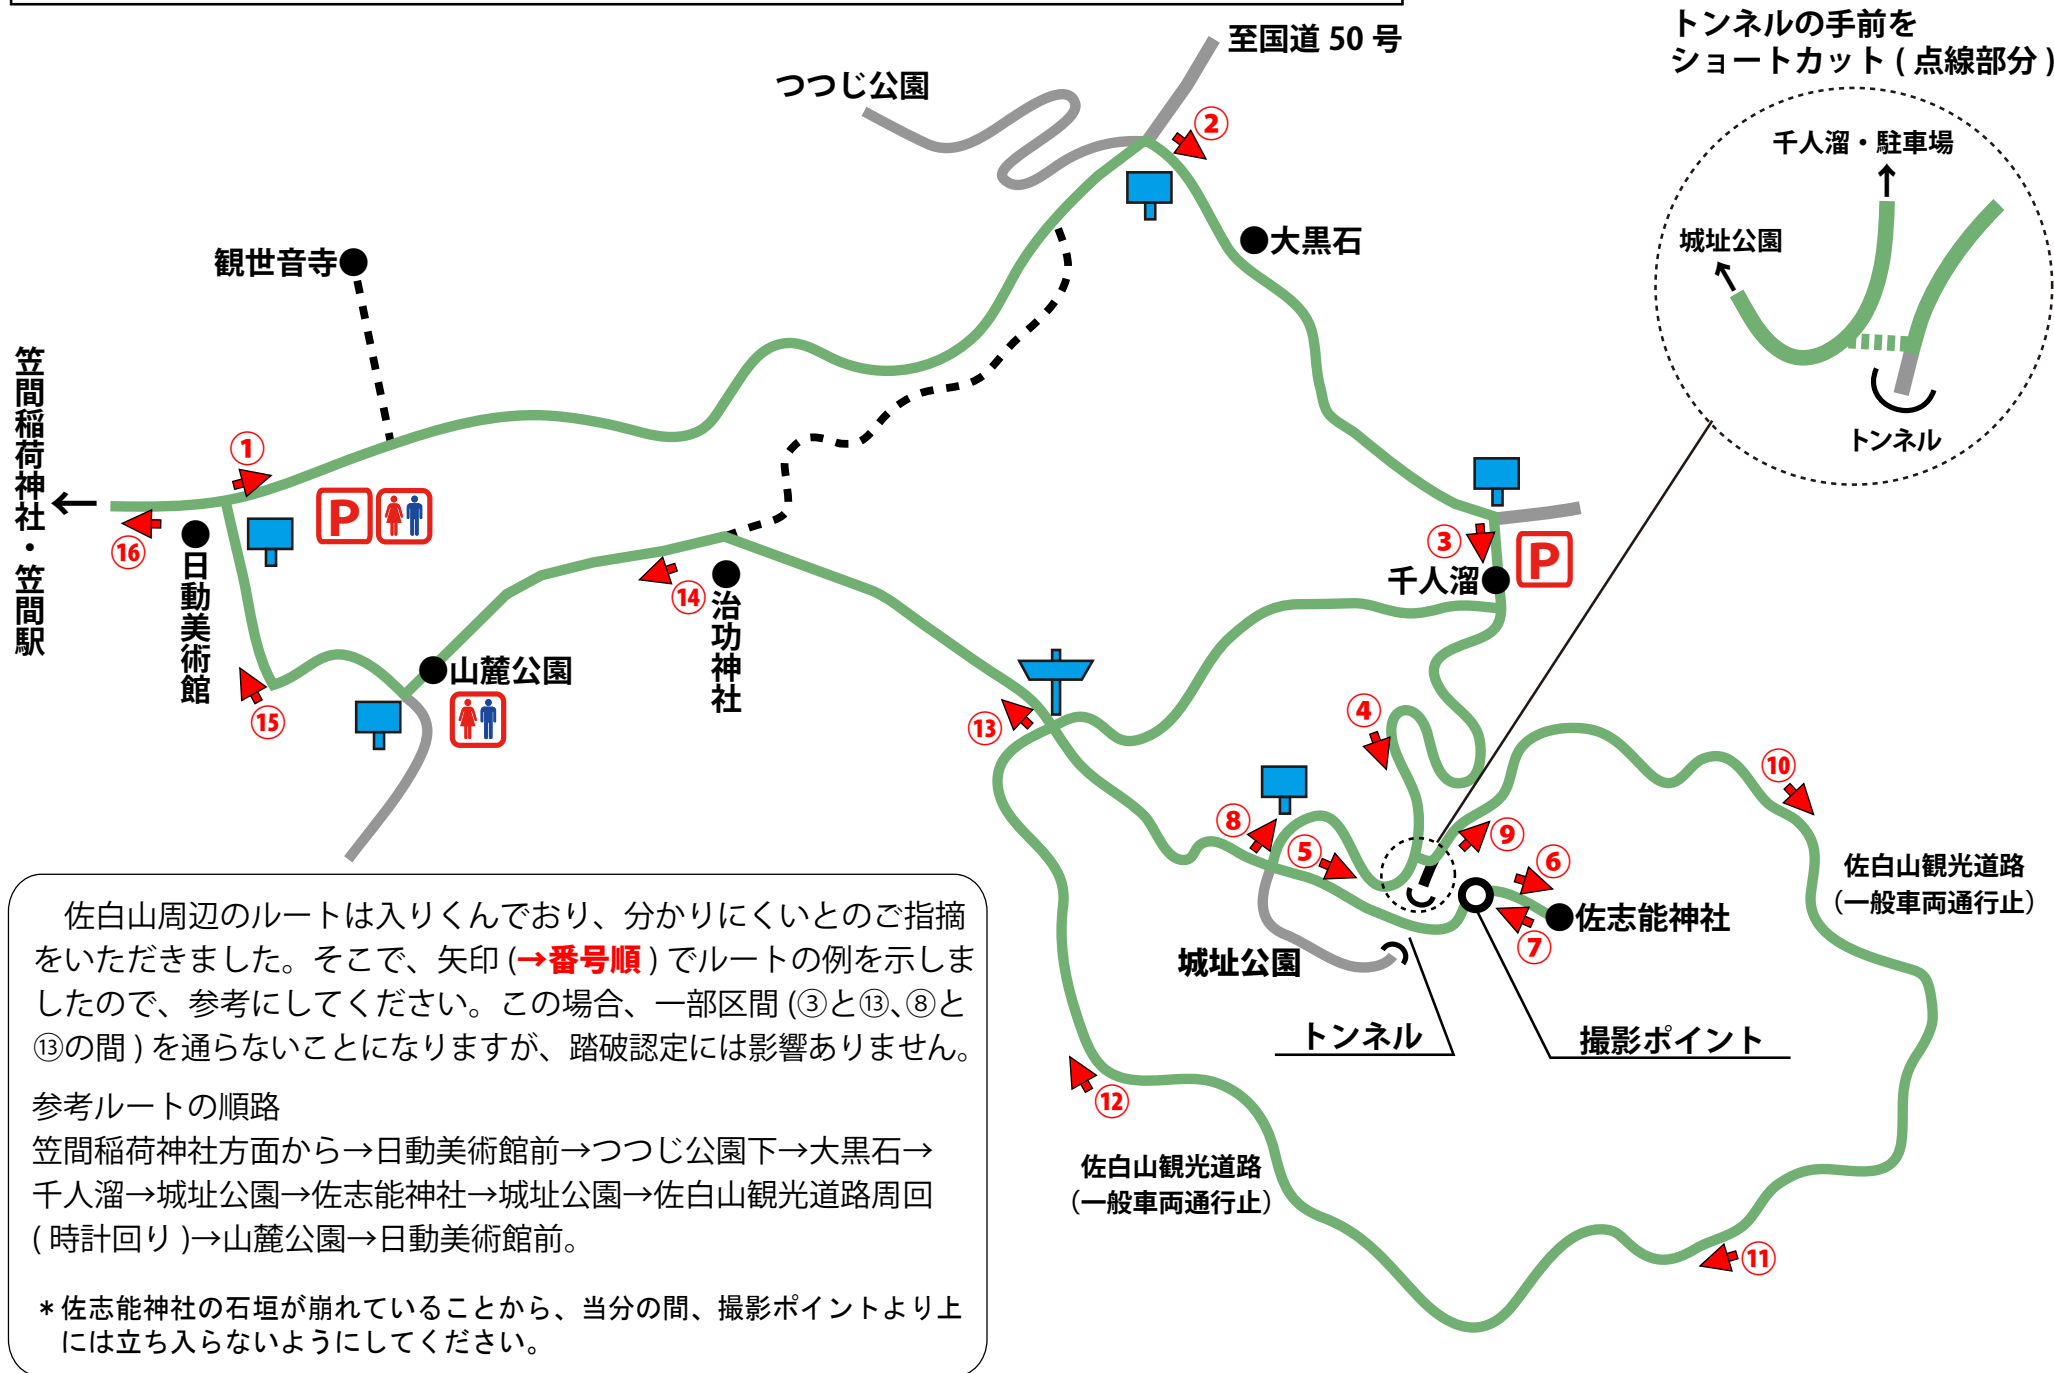 至国道 50 号
つつじ公園
②
大黒石
観世音寺
笠間稲荷神社・笠間駅
←
①
P
⑯
日動美術館
⑮
山麓公園
⑭
治功神社
⑬
③
P
千人溜
④
⑧
⑤
⑨
⑥
⑦
佐志能神社
城址公園
トンネル
撮影ポイント
⑩
佐白山観光道路
(一般車両通行止)
⑫
佐白山観光道路
(一般車両通行止)
⑪
トンネルの手前を
ショートカット ( 点線部分 )
千人溜・駐車場
城址公園
トンネル
佐白山周辺のルートは入りくんでおり、分かりにくいとのご指摘
をいただきました。そこで、矢印 (→番号順 ) でルートの例を示しま
したので、参考にしてください。この場合、一部区間 (③と⑬、⑧と
⑬の間 ) を通らないことになりますが、踏破認定には影響ありません。
参考ルートの順路
笠間稲荷神社方面から→日動美術館前→つつじ公園下→大黒石→
千人溜→城址公園→佐志能神社→城址公園→佐白山観光道路周回
( 時計回り )→山麓公園→日動美術館前。
* 佐志能神社の石垣が崩れていることから、当分の間、撮影ポイントより上
には立ち入らないようにしてください。